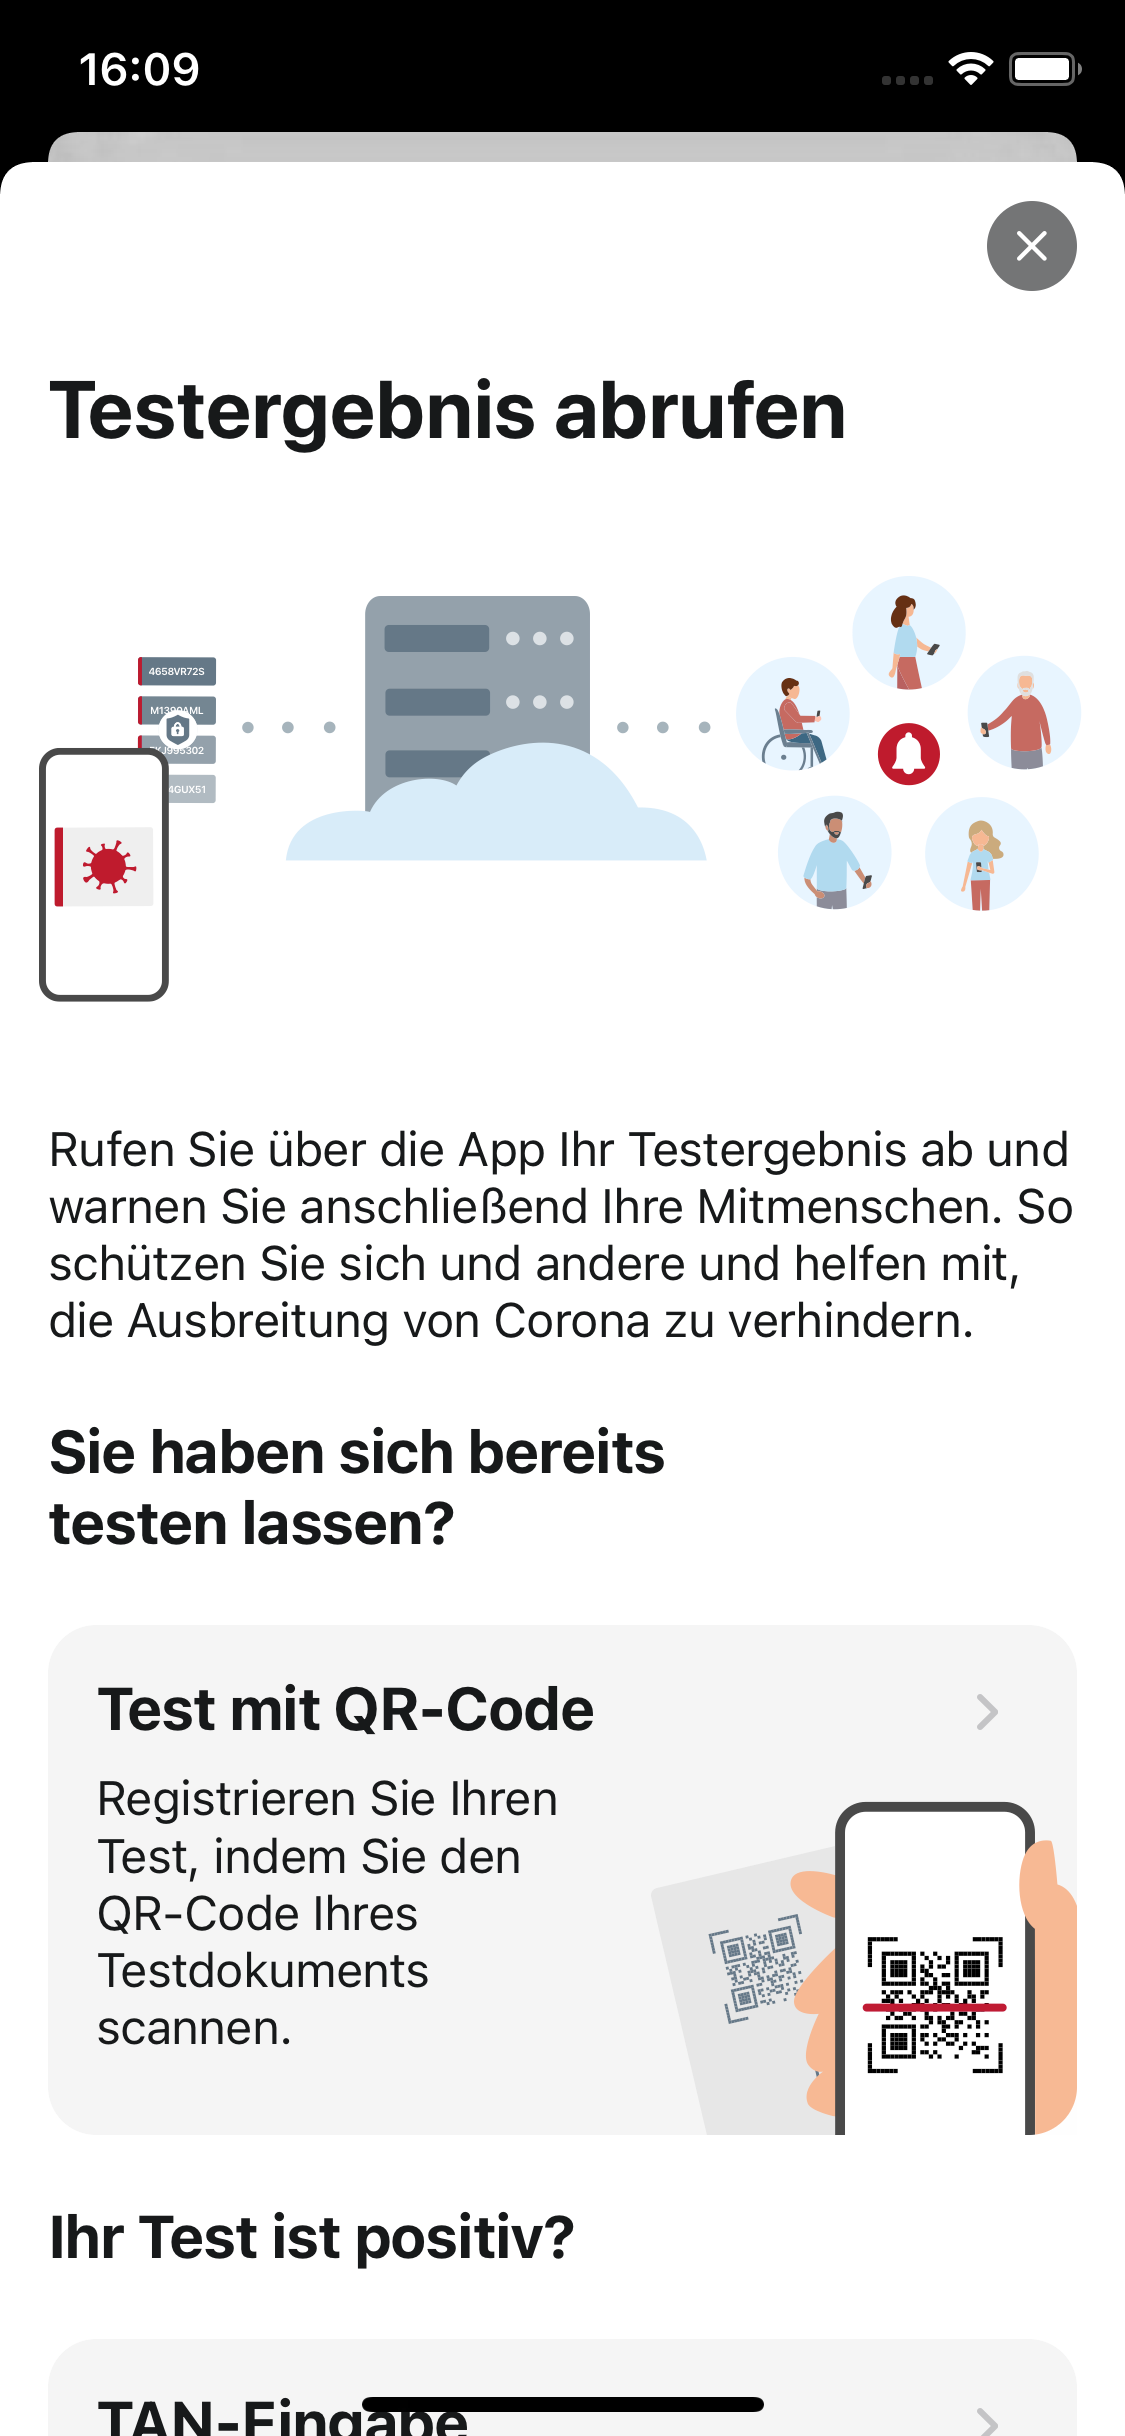 16:09
Testergebnis abrufen
4658VR72S
4GUX51
Rufen Sie über die App Ihr Testergebnis ab und
warnen Sie anschließend Ihre Mitmenschen. So
schützen Sie sich und andere und helfen mit,
die Ausbreitung von Corona zu verhindern.
Sie haben sich bereits
testen lassen?
Test mit QR-Code
Registrieren Sie Ihren
Test, indem Sie den
QR-Code Ihres
Testdokuments
scannen.
Ihr Test ist positiv?
TAN-Eingabe